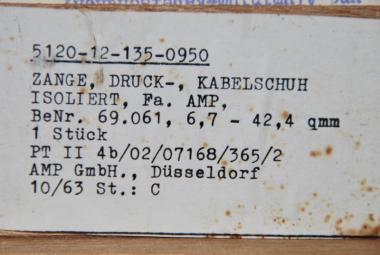 5120-12-135-0950
ZANGE, DRUCK-, KABELSCHUH
ISOLIERT, Fa. AMP,
BeNr. 69.061, 6,7 - 42,4 qmm
1 Stück
PT II 4b/02/07168/365/2
AMP GmbH., Düsseldorf
10/63 St.: C